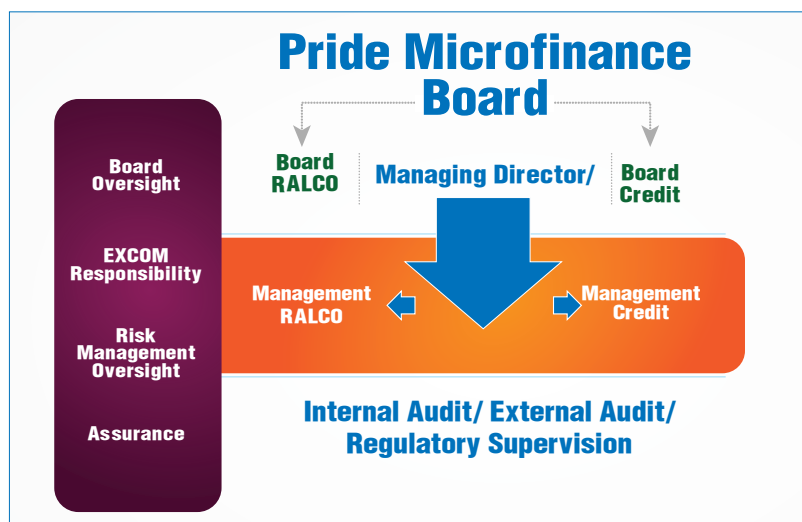 Pride Microfinance
Board
Board
Oversight
Board
RALCO
Managing Director/
Board
Credit
EXCOM
Responsibility
Management
RALCO
Management
Credit
Risk
Management
Oversight
Assurance
Internal Audit/ External Audit/
Regulatory Supervision